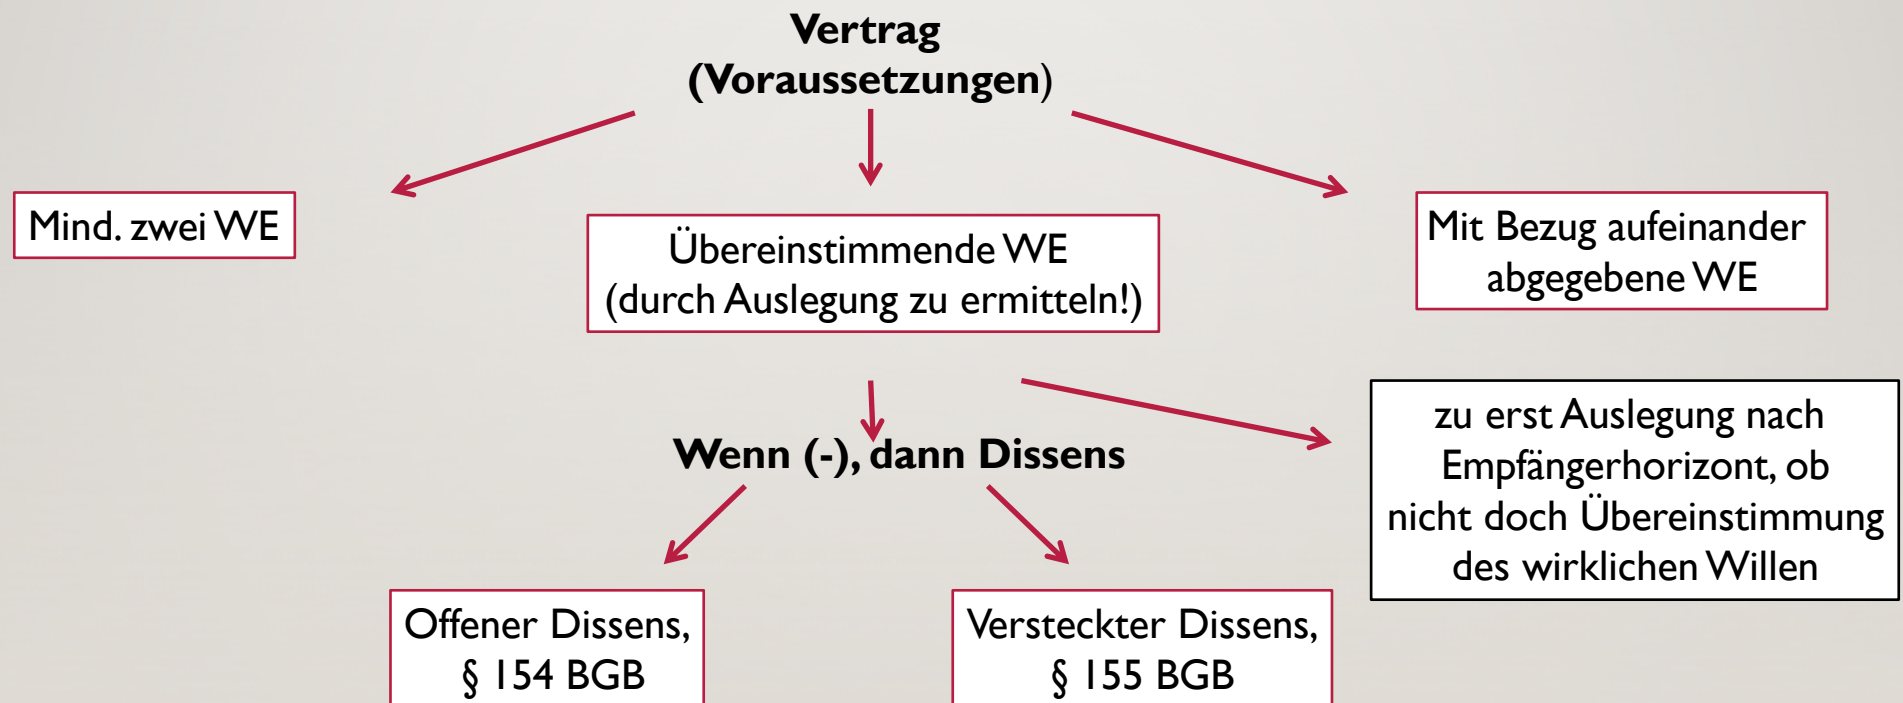 Vertrag
(Voraussetzungen)
Mind. zwei WE
Übereinstimmende WE
(durch Auslegung zu ermitteln!)
Mit Bezug aufeinander
abgegebene WE
Wenn (-), dann Dissens
zu erst Auslegung nach
Empfängerhorizont, ob
nicht doch Übereinstimmung
des wirklichen Willen
Offener Dissens,
§ 154 BGB
Versteckter Dissens,
§ 155 BGB